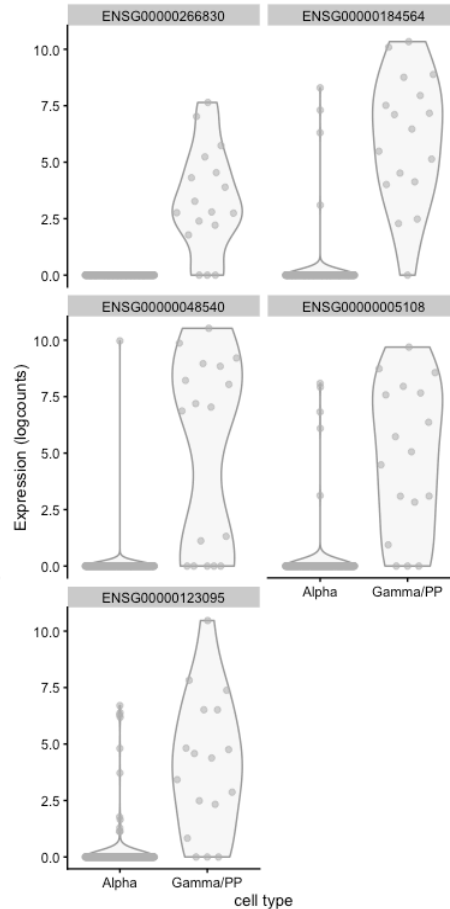 ENSG00000266830 ENSG00000184564
10.0
7.5
5.0
2.5
0.0
ENSG00000048540 ENSG00000005108
10.0
7.5
5.0
2.5
0.0
Alpha Gamma/PP
ENSG00000123095
10.0
7.5
5.0
2.5
0.0
Alpha Gamma/PP
cell type
Expression (logcounts)